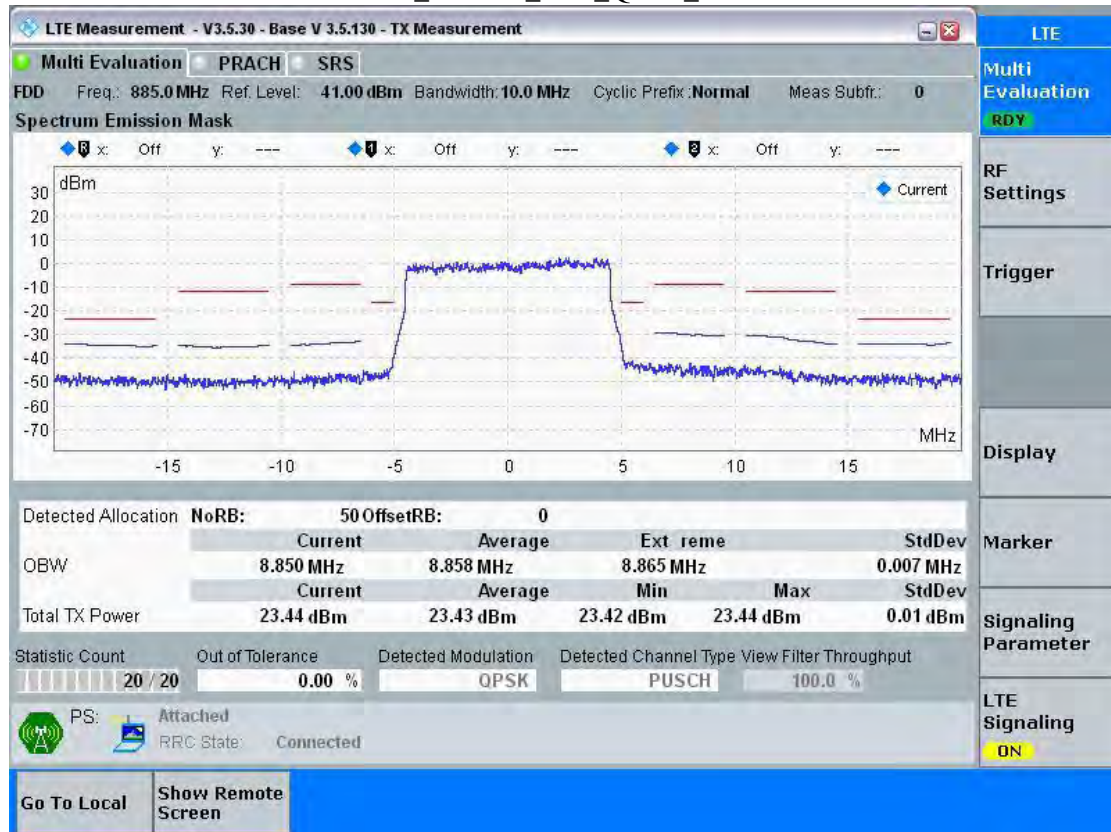 LTE Measurement - V3.5.30 - Base V 3.5.130 - TX Measurement
LTE
Multi Evaluation PRACH SRS
Multi Evaluation
RDY
FDD Freq.: 885.0 MHz Ref. Level: 41.00 dBm Bandwidth: 10.0 MHz Cyclic Prefix : Normal Meas Subfr.: 0
Spectrum Emission Mask
R x: Off y: --- 1 x: Off y: --- 2 x: Off y: ---
dBm
Current
30
20
10
0
-10
-20
-30
-40
-50
-60
-70
MHz
-15 -10 -5 0 5 10 15
RF
Settings
Trigger
Display
Marker
Signaling
Parameter
LTE
Signaling
ON
Detected Allocation NoRB: 50 OffsetRB: 0
Current Average Ext reme StdDev
OBW 8.850 MHz 8.858 MHz 8.865 MHz 0.007 MHz
Current Average Min Max StdDev
Total TX Power 23.44 dBm 23.43 dBm 23.42 dBm 23.44 dBm 0.01 dBm
Statistic Count Out of Tolerance Detected Modulation Detected Channel Type View Filter Throughput
20 / 20 0.00 % QPSK PUSCH 100.0 %
PS: Attached
RRC State: Connected
Go To Local
Show Remote
Screen